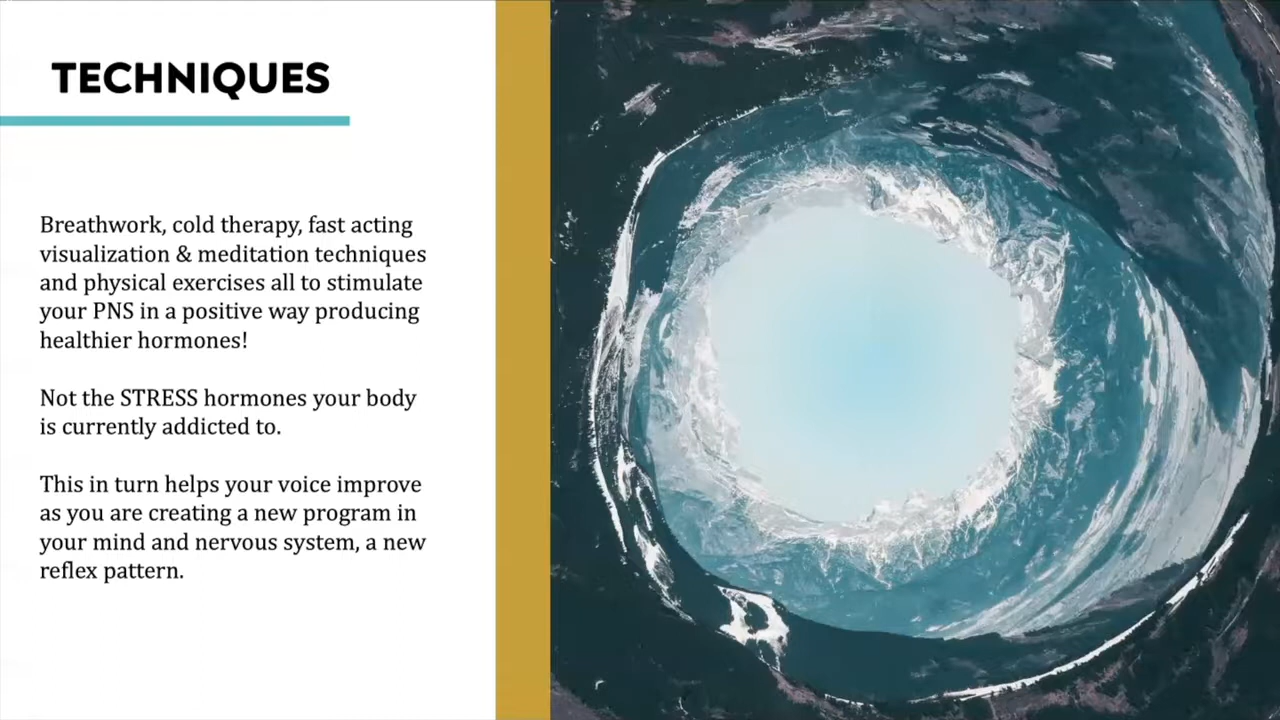 TECHNIQUES
Breathwork, cold therapy, fast acting
visualization & meditation techniques
and physical exercises all to stimulate
your PNS in a positive way producing
healthier hormones!
Not the STRESS hormones your body
is currently addicted to.
This in turn helps your voice improve
as you are creating a new program in
your mind and nervous system, a new
reflex pattern.